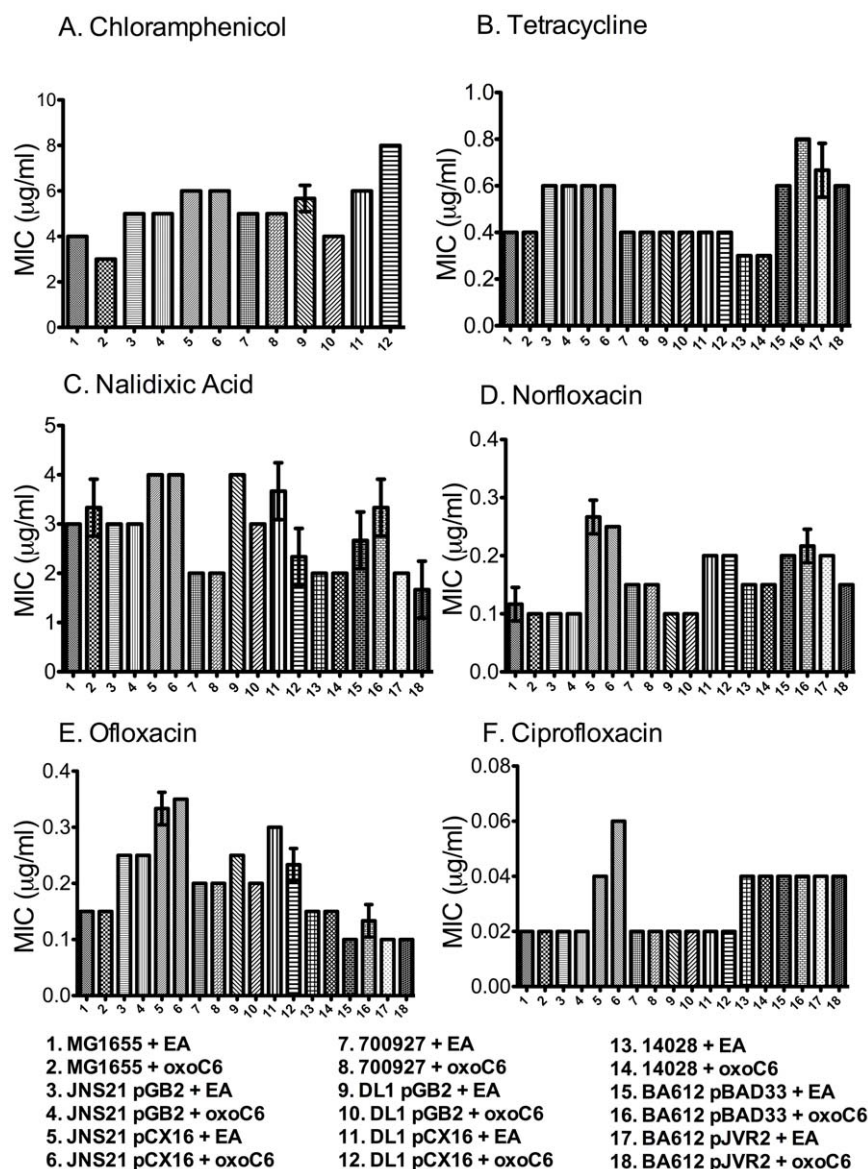 A. Chloramphenicol
MIC (µg/ml)
10
8
6
4
2
0
1 2 3 4 5 6 7 8 9 10 11 12
B. Tetracycline
MIC (µg/ml)
1.0
0.8
0.6
0.4
0.2
0.0
1 2 3 4 5 6 7 8 9 10 11 12 13 14 15 16 17 18
C. Nalidixic Acid
MIC (µg/ml)
5
4
3
2
1
0
1 2 3 4 5 6 7 8 9 10 11 12 13 14 15 16 17 18
D. Norfloxacin
MIC (µg/ml)
0.4
0.3
0.2
0.1
0.0
1 2 3 4 5 6 7 8 9 10 11 12 13 14 15 16 17 18
E. Ofloxacin
MIC (µg/ml)
0.4
0.3
0.2
0.1
0.0
1 2 3 4 5 6 7 8 9 10 11 12 13 14 15 16 17 18
F. Ciprofloxacin
MIC (µg/ml)
0.08
0.06
0.04
0.02
0.00
1 2 3 4 5 6 7 8 9 10 11 12 13 14 15 16 17 18
1. MG1655 + EA
2. MG1655 + oxoC6
3. JNS21 pGB2 + EA
4. JNS21 pGB2 + oxoC6
5. JNS21 pCX16 + EA
6. JNS21 pCX16 + oxoC6
7. 700927 + EA
8. 700927 + oxoC6
9. DL1 pGB2 + EA
10. DL1 pGB2 + oxoC6
11. DL1 pCX16 + EA
12. DL1 pCX16 + oxoC6
13. 14028 + EA
14. 14028 + oxoC6
15. BA612 pBAD33 + EA
16. BA612 pBAD33 + oxoC6
17. BA612 pJVR2 + EA
18. BA612 pJVR2 + oxoC6